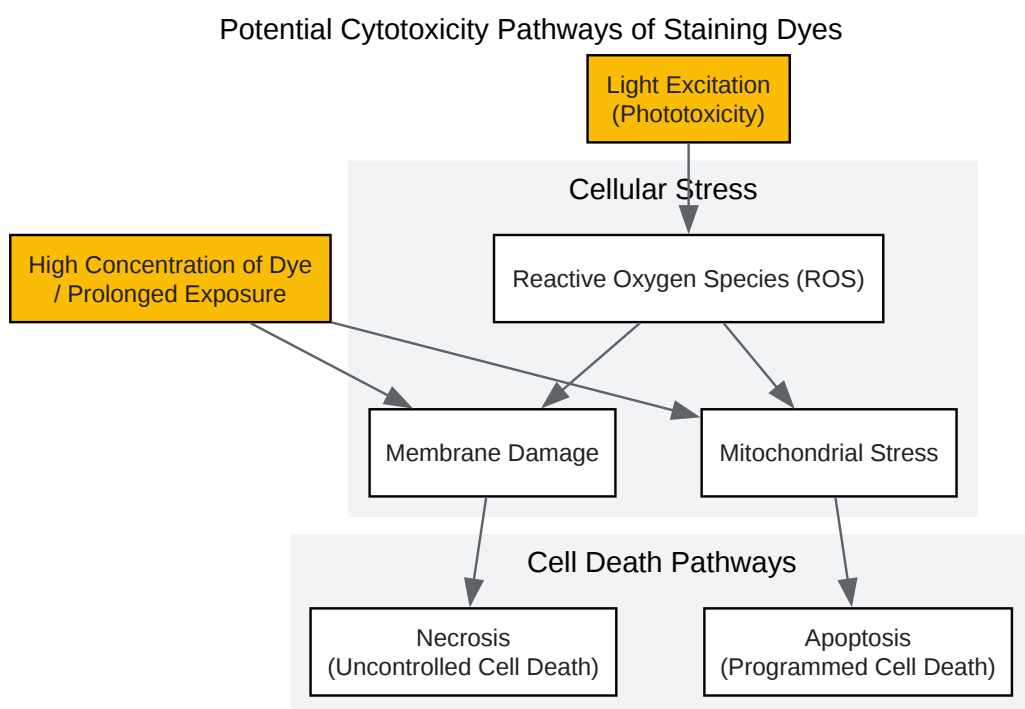 Potential Cytotoxicity Pathways of Staining Dyes
Light Excitation
(Phototoxicity)
Cellular Stress
High Concentration of Dye
/ Prolonged Exposure
Reactive Oxygen Species (ROS)
Membrane Damage
Mitochondrial Stress
Cell Death Pathways
Necrosis
(Uncontrolled Cell Death)
Apoptosis
(Programmed Cell Death)